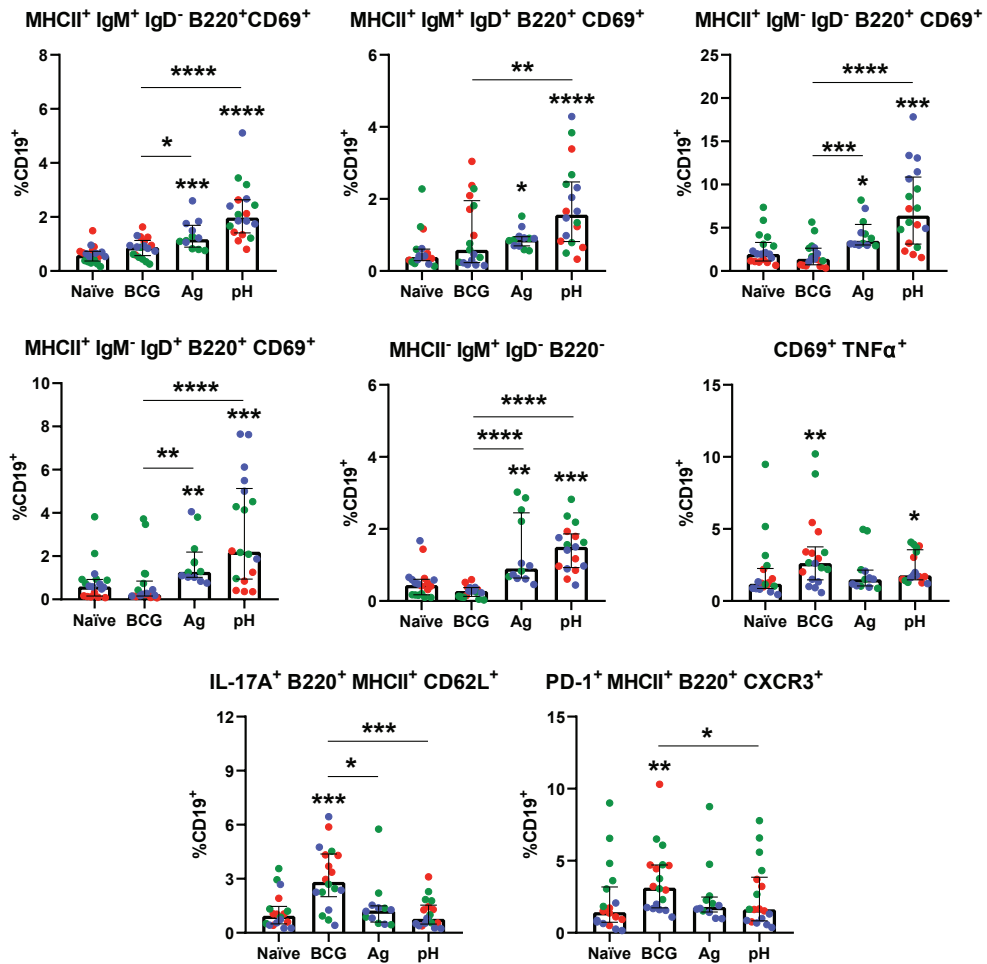 MHCII⁺ IgM⁺ IgD⁻ B220⁺CD69⁺
%CD19⁺
8
6
4
2
0
****
*
***
****
Naïve BCG Ag pH
MHCII⁺ IgM⁺ IgD⁺ B220⁺ CD69⁺
%CD19⁺
6
4
2
0
**
*
****
Naïve BCG Ag pH
MHCII⁺ IgM⁻ IgD⁻ B220⁺ CD69⁺
%CD19⁺
25
20
15
10
5
0
****
***
*
***
Naïve BCG Ag pH
MHCII⁺ IgM⁻ IgD⁺ B220⁺ CD69⁺
%CD19⁺
10
8
6
4
2
0
****
**
**
***
Naïve BCG Ag pH
MHCII⁻ IgM⁺ IgD⁻ B220⁻
%CD19⁺
6
4
2
0
****
****
**
***
Naïve BCG Ag pH
CD69⁺ TNFα⁺
%CD19⁺
15
10
5
0
**
*
Naïve BCG Ag pH
IL-17A⁺ B220⁺ MHCII⁺ CD62L⁺
%CD19⁺
12
9
6
3
0
***
*
***
Naïve BCG Ag pH
PD-1⁺ MHCII⁺ B220⁺ CXCR3⁺
%CD19⁺
15
10
5
0
*
**
Naïve BCG Ag pH